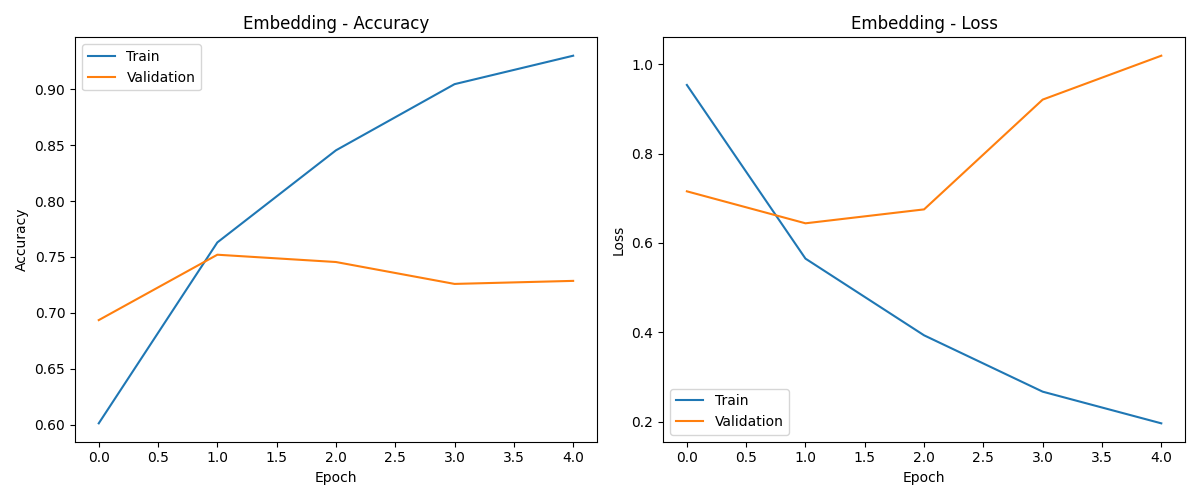 Embedding - Accuracy
Train
Validation
0.90
0.85
0.80
0.75
0.70
0.65
0.60
Accuracy
0.0 0.5 1.0 1.5 2.0 2.5 3.0 3.5 4.0
Epoch
Embedding - Loss
1.0
0.8
0.6
0.4
0.2
Loss
Train
Validation
0.0 0.5 1.0 1.5 2.0 2.5 3.0 3.5 4.0
Epoch